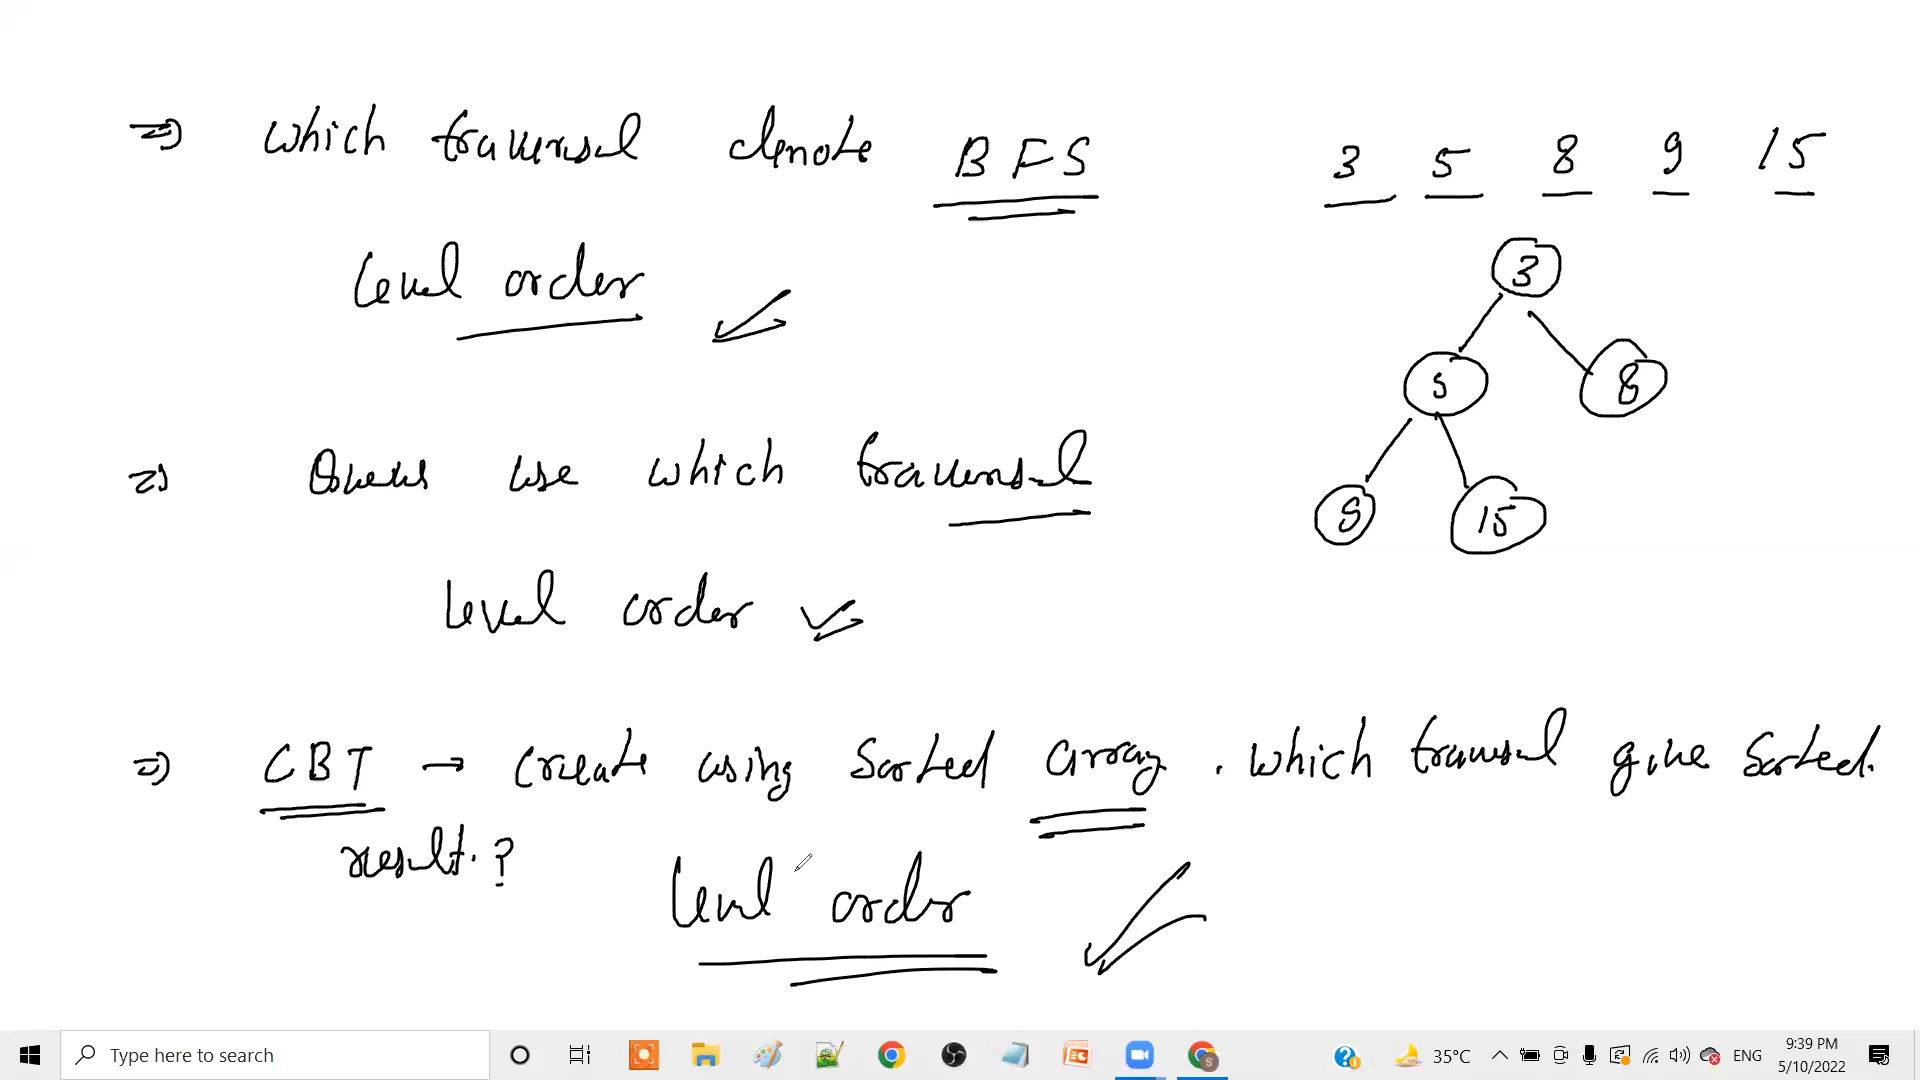 => which traversal denote BFS
3 5 8 9 15
level order
3
5 8
=> Queue use which traversal
9 15
level order
=> CBT → create using Sorted array. which traversal give Sorted
result.?
level order
Type here to search
35°C ENG 9:39 PM
5/10/2022